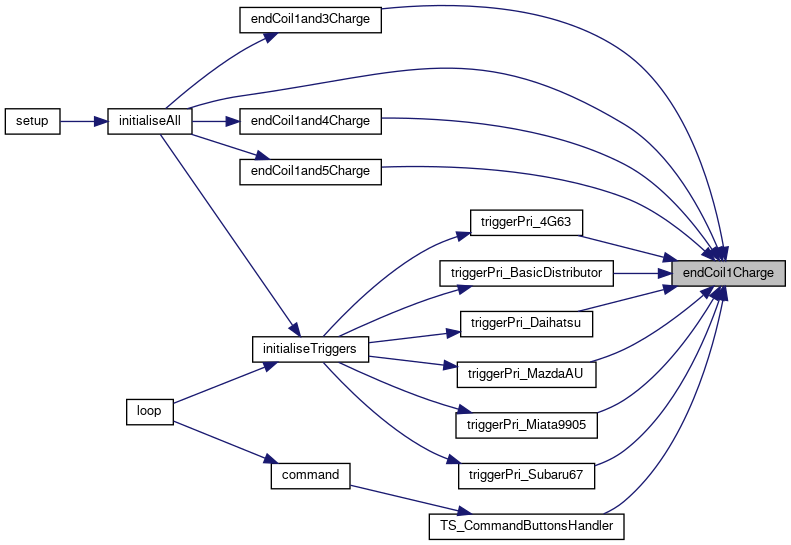 endCoil1and3Charge
setup
initialiseAll
endCoil1and4Charge
endCoil1and5Charge
triggerPri_4G63
triggerPri_BasicDistributor
endCoil1Charge
triggerPri_Daihatsu
initialiseTriggers
triggerPri_MazdaAU
loop
triggerPri_Miata9905
command
triggerPri_Subaru67
TS_CommandButtonsHandler